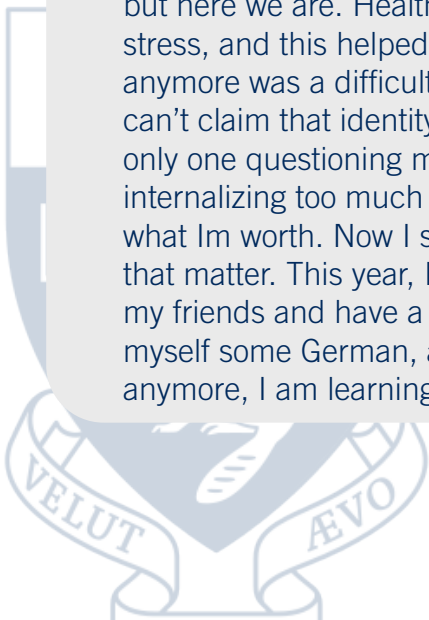 but here we are. Health
stress, and this helped
anymore was a difficult
can’t claim that identity
only one questioning m
internalizing too much
what Im worth. Now I s
that matter. This year, I
my friends and have a
myself some German, a
anymore, I am learning
VELUT ÆVO